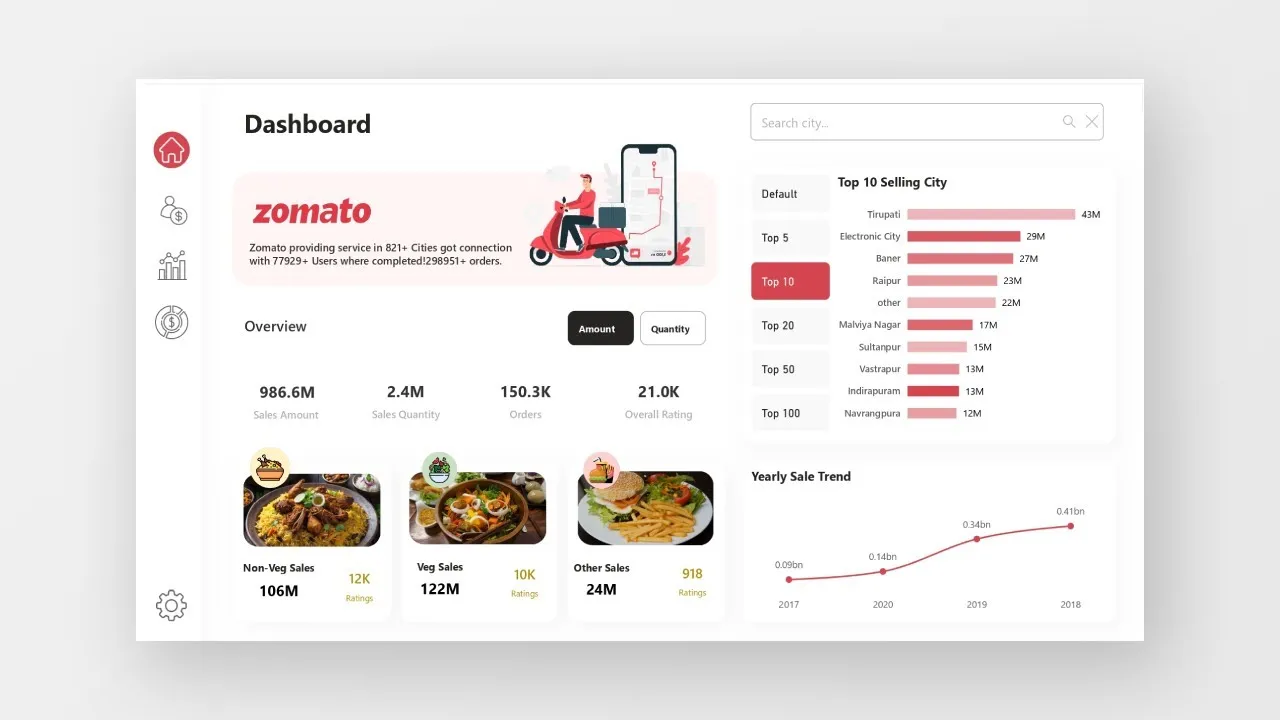 Dashboard
Search city...
zomato
Zomato providing service in 821+ Cities got connection
with 77929+ Users where completed!298951+ orders.
Overview
Amount
Quantity
986.6M
Sales Amount
2.4M
Sales Quantity
150.3K
Orders
21.0K
Overall Rating
Non-Veg Sales
106M
12K
Ratings
Veg Sales
122M
10K
Ratings
Other Sales
24M
918
Ratings
Default
Top 5
Top 10
Top 20
Top 50
Top 100
Top 10 Selling City
Tirupati 43M
Electronic City 29M
Baner 27M
Raipur 23M
other 22M
Malviya Nagar 17M
Sultanpur 15M
Vastrapur 13M
Indirapuram 13M
Navrangpura 12M
Yearly Sale Trend
0.09bn 0.14bn 0.34bn 0.41bn
2017 2020 2019 2018